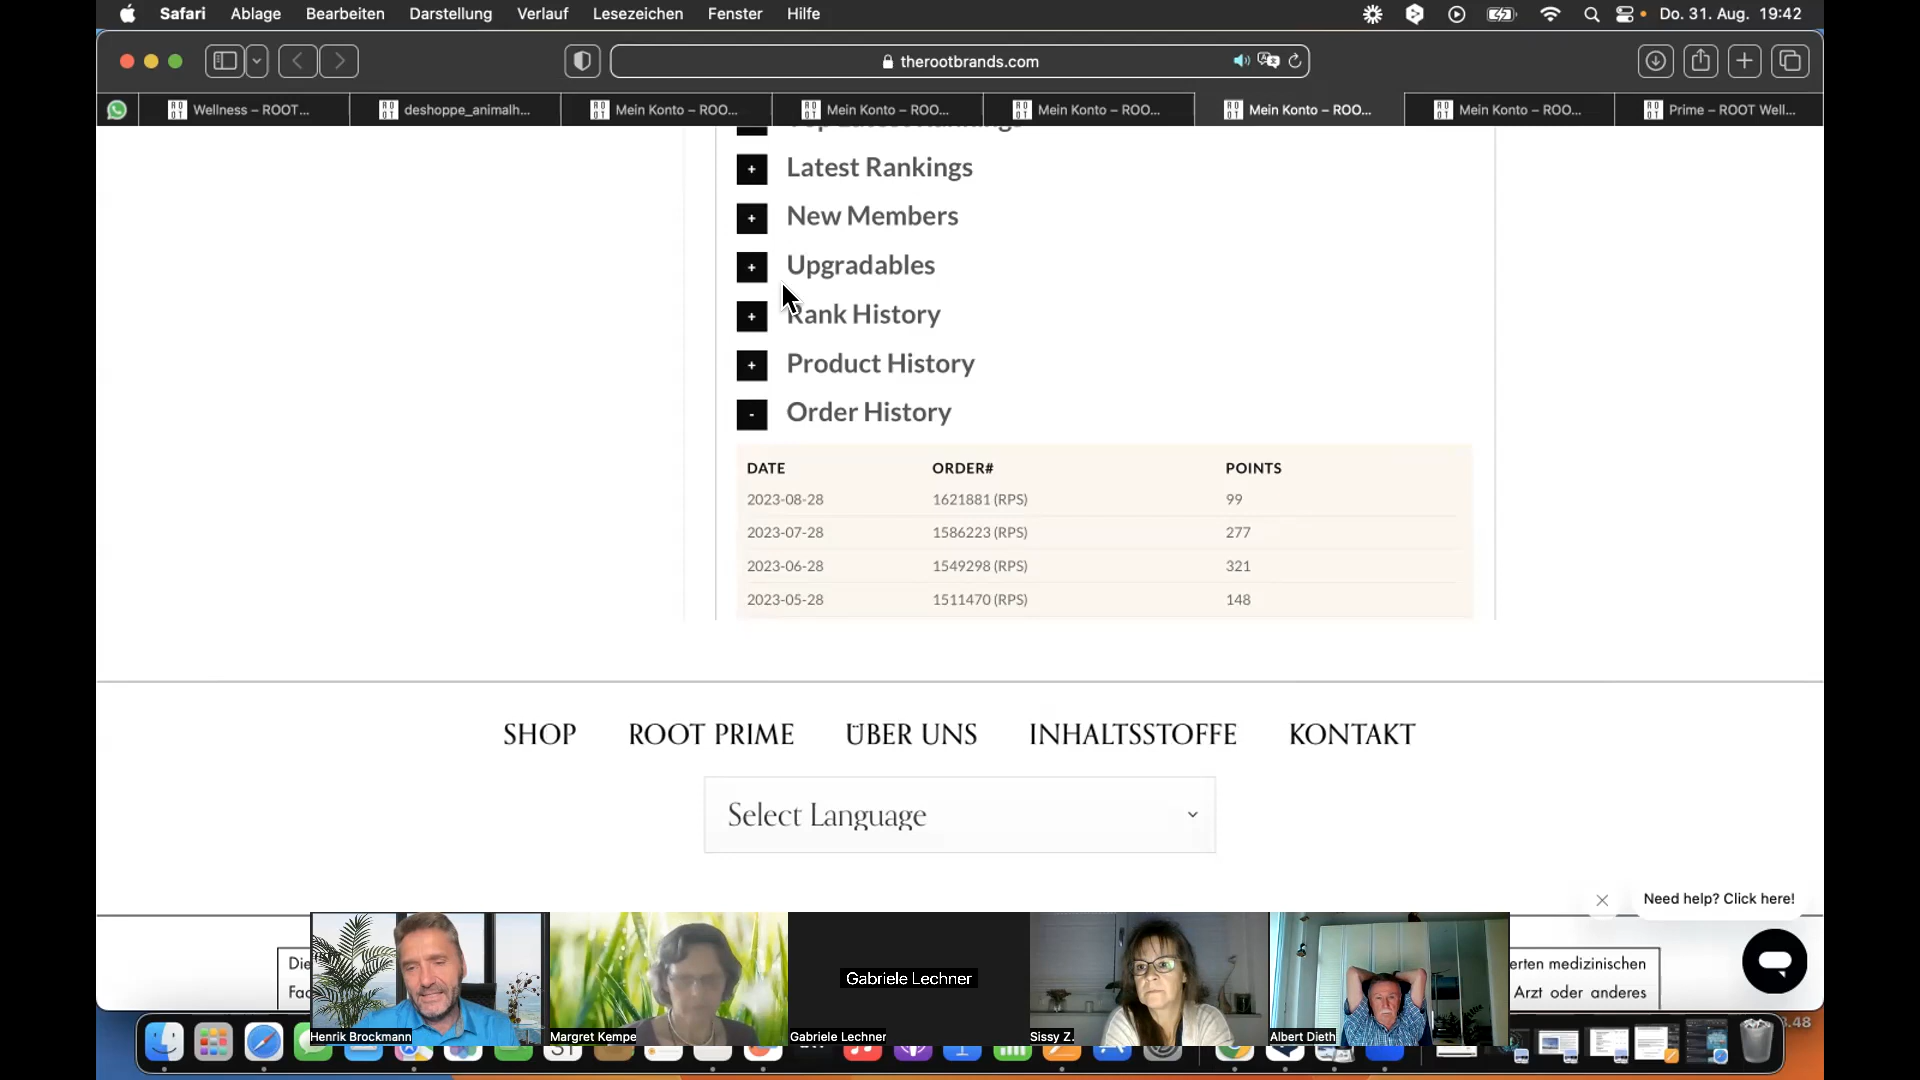 Safari Ablage Bearbeiten Darstellung Verlauf Lesezeichen Fenster Hilfe Do. 31. Aug. 19:42
therootbrands.com
Wellness – ROOT... deshoppe_animalh... Mein Konto – ROO... Mein Konto – ROO... Mein Konto – ROO... Mein Konto – ROO... Mein Konto – ROO... Prime – ROOT Well...
+ Latest Rankings
+ New Members
+ Upgradables
+ Rank History
+ Product History
- Order History
DATE ORDER# POINTS
2023-08-28 1621881 (RPS) 99
2023-07-28 1586223 (RPS) 277
2023-06-28 1549298 (RPS) 321
2023-05-28 1511470 (RPS) 148
SHOP ROOT PRIME ÜBER UNS INHALTSSTOFFE KONTAKT
Select Language
Need help? Click here!
Die erten medizinischen
Fac Arzt oder anderes
Gabriele Lechner
Henrik Brockmann Margret Kempe Gabriele Lechner Sissy Z. Albert Dieth